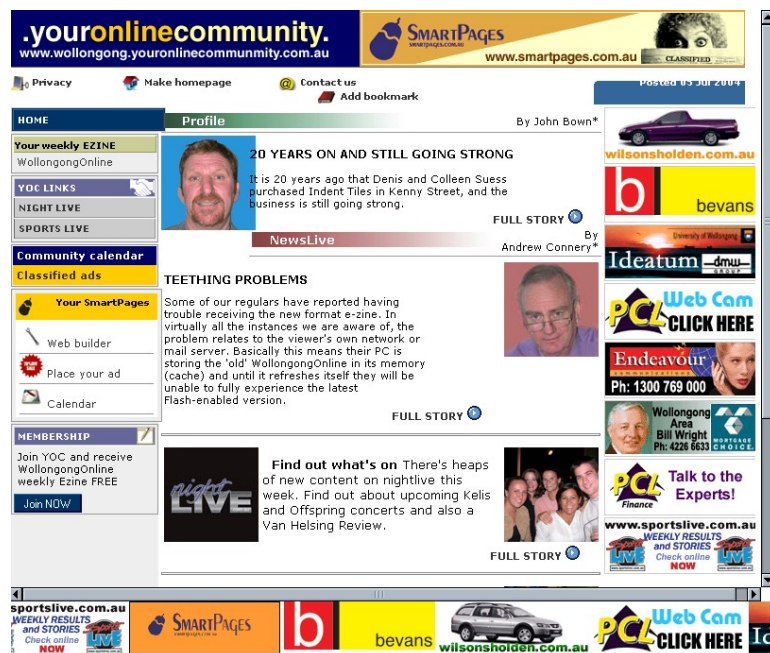 .youronlinecommunity.
www.wollongong.youronlinecommunmity.com.au
SMARTPAGES
SMARTPAGES.COM.AU
www.smartpages.com.au
CLASSIFIED
Privacy
Make homepage
Contact us
Add bookmark
Posted 05 Jul 2004
HOME
Your weekly EZINE
WollongongOnline
YOC LINKS
NIGHT LIVE
SPORTS LIVE
Community calendar
Classified ads
Your SmartPages
Web builder
Place your ad
Calendar
MEMBERSHIP
Join YOC and receive
WollongongOnline
weekly Ezine FREE
Join NOW
Profile
By John Bown*
20 YEARS ON AND STILL GOING STRONG
It is 20 years ago that Denis and Colleen Suess
purchased Indent Tiles in Kenny Street, and the
business is still going strong.
FULL STORY
NewsLive
By
Andrew Connery*
TEETHING PROBLEMS
Some of our regulars have reported having
trouble receiving the new format e-zine. In
virtually all the instances we are aware of, the
problem relates to the viewer's own network or
mail server. Basically this means their PC is
storing the 'old' WollongongOnline in its memory
(cache) and until it refreshes itself they will be
unable to fully experience the latest
Flash-enabled version.
FULL STORY
night
LIVE
Find out what's on There's heaps
of new content on nightlive this
week. Find out about upcoming Kelis
and Offspring concerts and also a
Van Helsing Review.
FULL STORY
wilsonsholden.com.au
b
bevans
University of Wollongong
Ideatum
dmw
GROUP
PCL
Web Cam
CLICK HERE
Endeavour
communications
Ph: 1300 769 000
Wollongong
Area
Bill Wright
Ph: 4226 6633
MORTGAGE
CHOICE.
PCL
Finance
Talk to the
Experts!
www.sportslive.com.au
WEEKLY RESULTS
and STORIES
Check online
NOW
Sports
LIVE
sportslive.com.au
WEEKLY RESULTS
and STORIES
Check online
NOW
Sports
LIVE
SMARTPAGES
b
bevans
wilsonsholden.com.au
PCL
Web Cam
CLICK HERE
Id